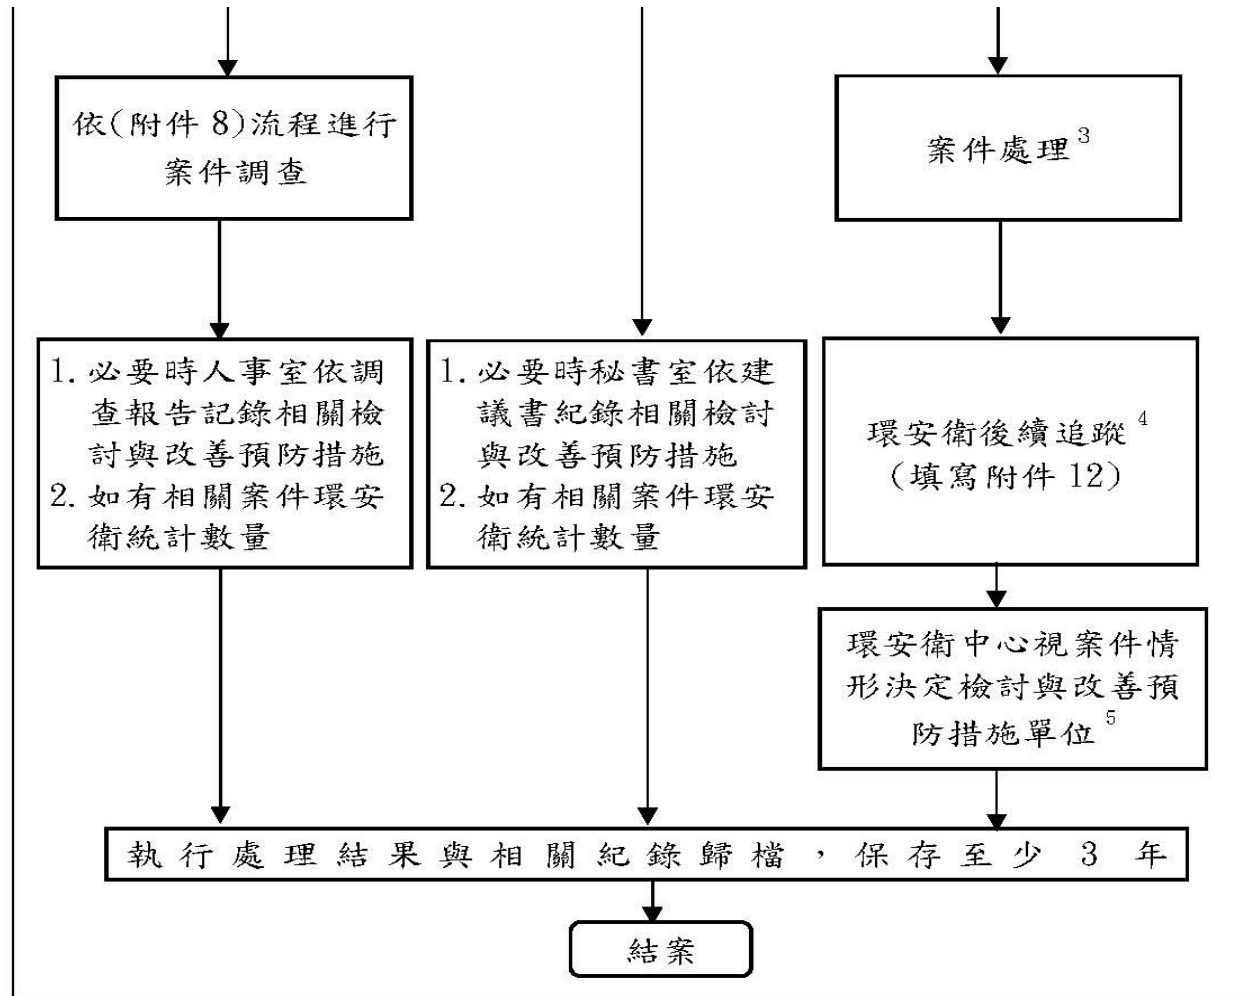 依(附件 8)流程進行
案件調查
案件處理3
1. 必要時人事室依調
查報告記錄相關檢
討與改善預防措施
2. 如有相關案件環安
衛統計數量
1. 必要時秘書室依建
議書紀錄相關檢討
與改善預防措施
2. 如有相關案件環安
衛統計數量
環安衛後續追蹤4
(填寫附件 12)
環安衛中心視案件情
形決定檢討與改善預
防措施單位5
執行處理結果與相關紀錄歸檔，保存至少 3 年
結案